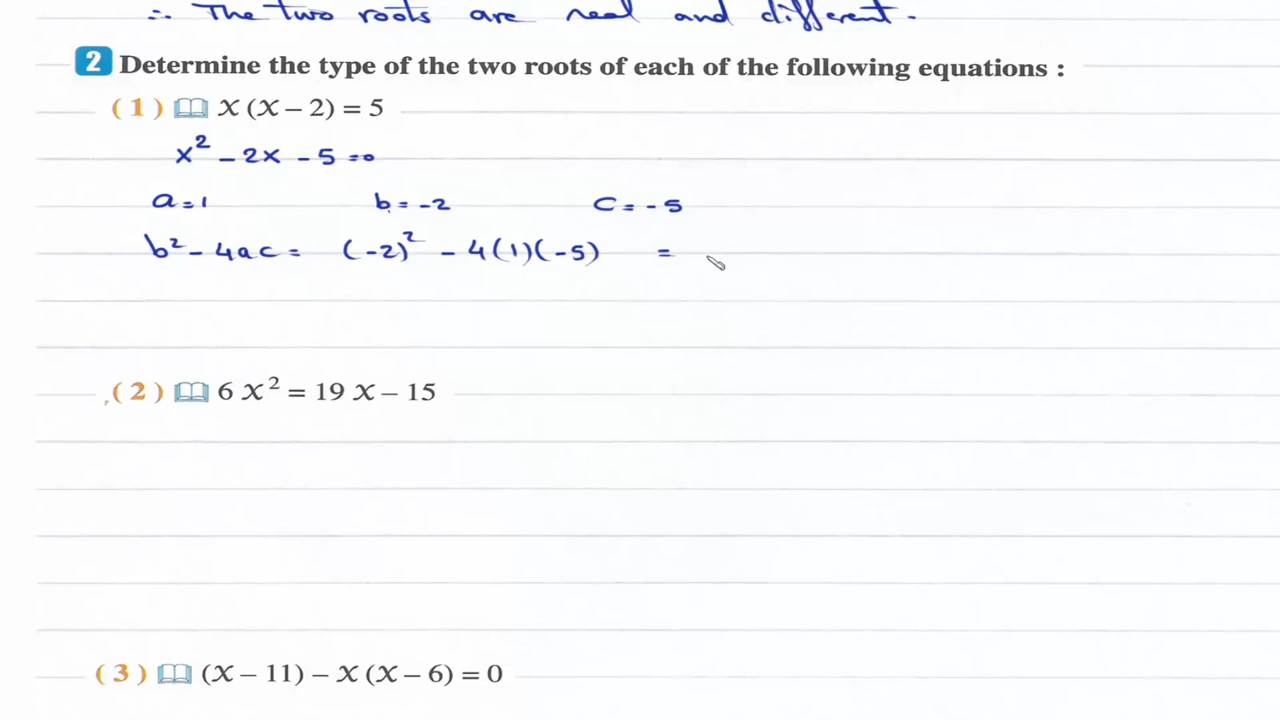 ∴ The two roots are real and different.
2 Determine the type of the two roots of each of the following equations :
(1) X (X – 2) = 5
x² - 2x - 5 = 0
a = 1 b = -2 c = -5
b² - 4ac = (-2)² - 4(1)(-5) =
(2) 6 X² = 19 X – 15
(3) (X – 11) – X (X – 6) = 0